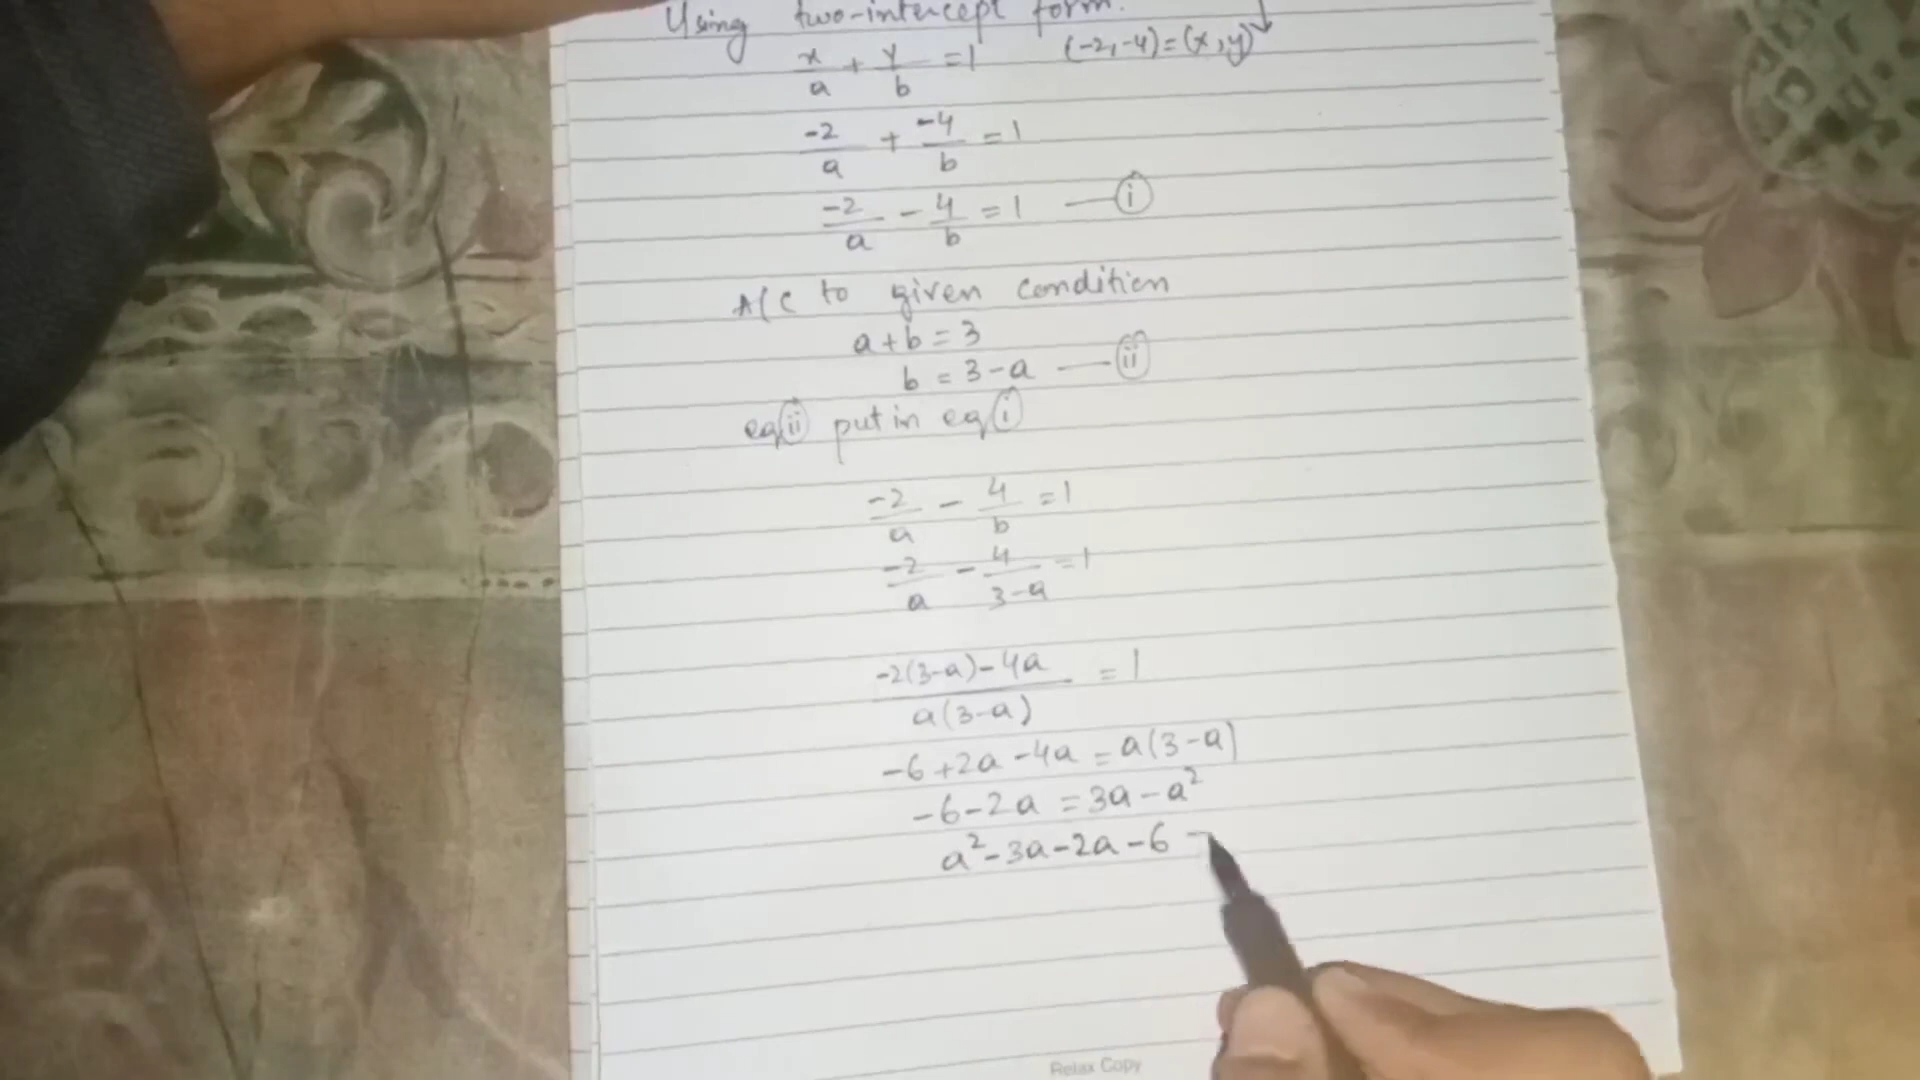 Using two-intercept form.
x/a + y/b = 1 (-2,-4)=(x,y)
-2/a + -4/b = 1
-2/a - 4/b = 1 — (i)
A/C to given condition
a+b = 3
b = 3-a — (ii)
eq (ii) put in eq (i)
-2/a - 4/b = 1
-2/a - 4/3-a = 1
-2(3-a)-4a / a(3-a) = 1
-6+2a-4a = a(3-a)
-6-2a = 3a-a²
a²-3a-2a-6
Relax Copy